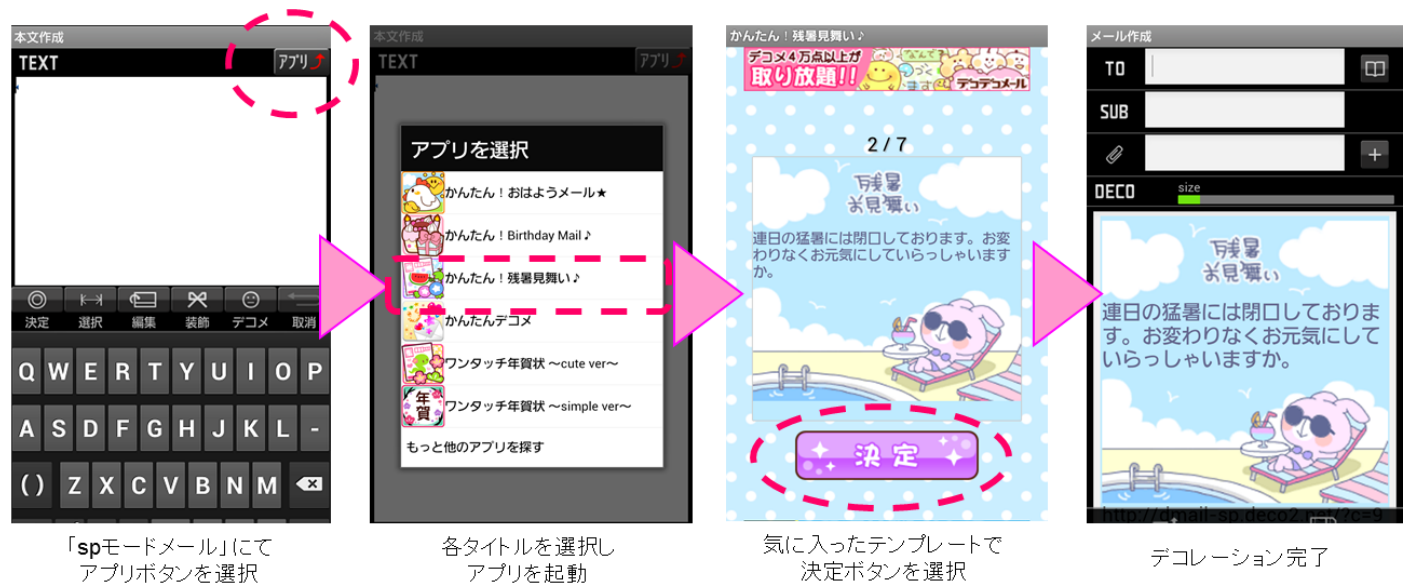 本文作成
TEXT
アプリ
決定 選択 編集 装飾 デコメ 取消
Q W E R T Y U I O P
A S D F G H J K L -
( ) Z X C V B N M
「spモードメール」にて
アプリボタンを選択
本文作成
TEXT
アプリ
アプリを選択
かんたん！おはようメール★
かんたん！Birthday Mail♪
かんたん！残暑見舞い♪
かんたんデコメ
年賀
ワンタッチ年賀状 ～cute ver～
ワンタッチ年賀状 ～simple ver～
もっと他のアプリを探す
各タイトルを選択し
アプリを起動
かんたん！残暑見舞い♪
デコメ4万点以上が
取り放題!!
なんて?
つづく
ます
デコデコメール
2 / 7
残暑
お見舞い
連日の猛暑には閉口しております。お変
わりなくお元気にしていらっしゃいます
か。
決定
気に入ったテンプレートで
決定ボタンを選択
メール作成
TO
SUB
DECO
size
残暑
お見舞い
連日の猛暑には閉口しておりま
す。お変わりなくお元気にして
いらっしゃいますか。
デコレーション完了